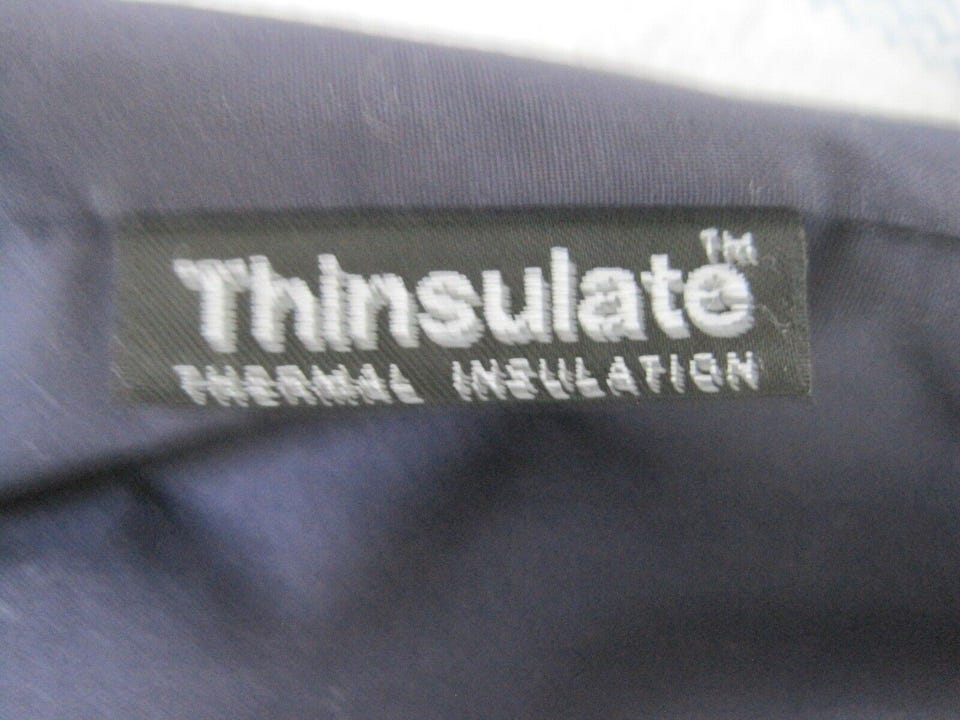 Thinsulate™
THERMAL INSULATION